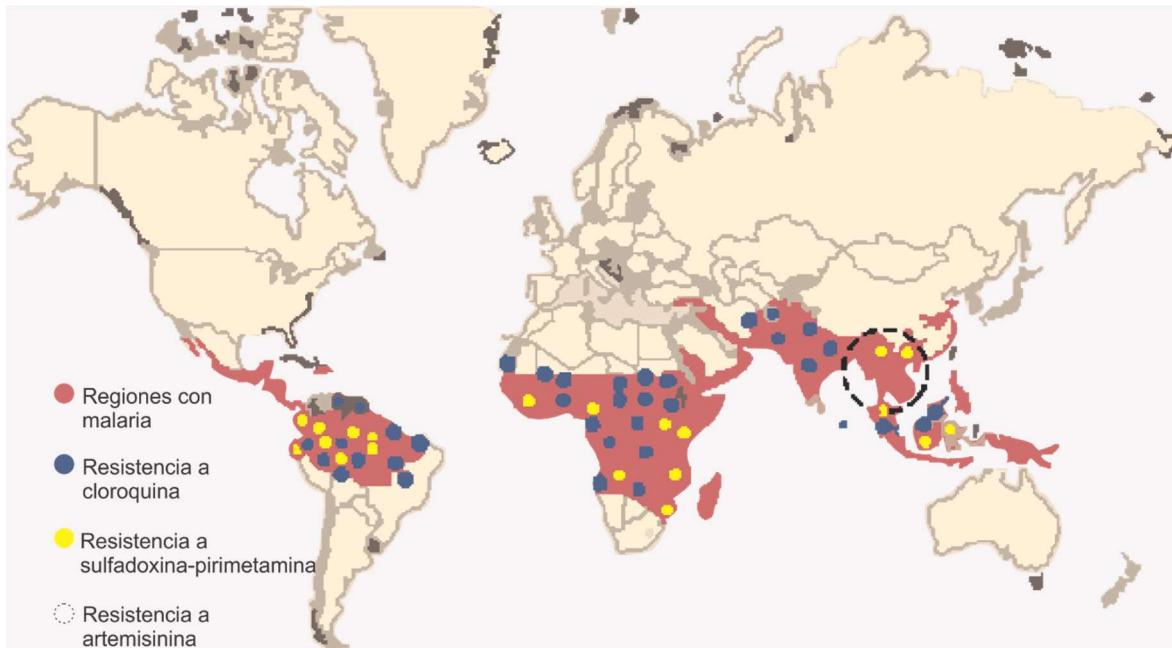 Regiones con
malaria
Resistencia a
cloroquina
Resistencia a
sulfadoxina-pirimetamina
Resistencia a
artemisinina